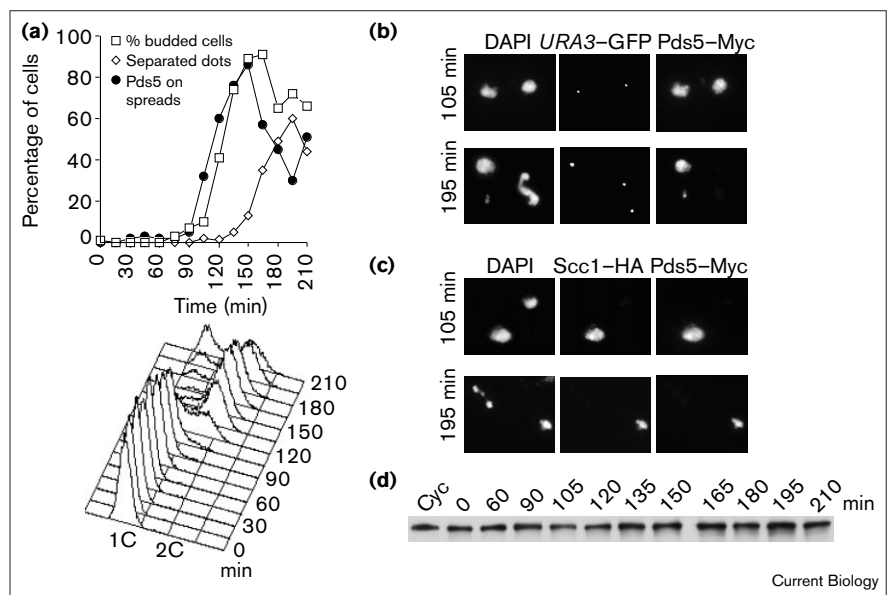 (a)
□ % budded cells
◇ Separated dots
● Pds5 on
spreads
Percentage of cells
100
80
60
40
20
0
0
30
60
90
120
150
180
210
Time (min)
210
180
150
120
90
60
30
0
min
1C 2C
(b)
DAPI URA3–GFP Pds5–Myc
105 min
195 min
(c)
DAPI Scc1–HA Pds5–Myc
105 min
195 min
(d)
Cyc 0 60 90 105 120 135 150 165 180 195 210 min
Current Biology